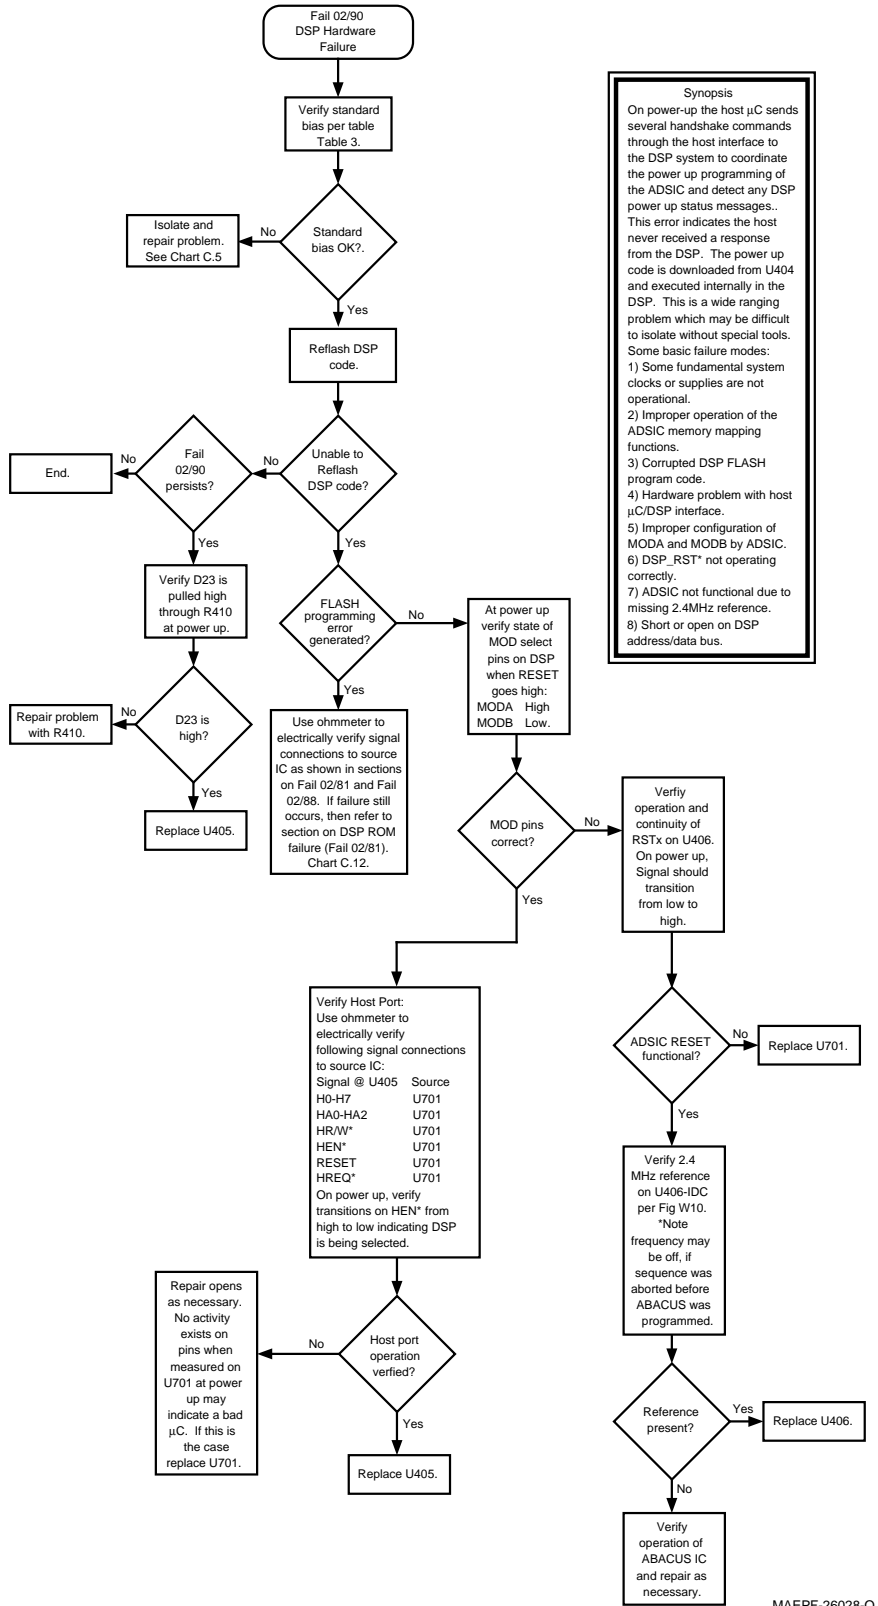 Fail 02/90
DSP Hardware
Failure
Verify standard
bias per table
Table 3.
Standard
bias OK?.
No
Isolate and
repair problem.
See Chart C.5
Yes
Reflash DSP
code.
Unable to
Reflash
DSP code?
No
Fail
02/90
persists?
No
End.
Yes
Verify D23 is
pulled high
through R410
at power up.
D23 is
high?
No
Repair problem
with R410.
Yes
Replace U405.
Yes
FLASH
programming
error
generated?
Yes
Use ohmmeter to
electrically verify signal
connections to source
IC as shown in sections
on Fail 02/81 and Fail
02/88. If failure still
occurs, then refer to
section on DSP ROM
failure (Fail 02/81).
Chart C.12.
No
At power up
verify state of
MOD select
pins on DSP
when RESET
goes high:
MODA High
MODB Low.
MOD pins
correct?
No
Verfiy
operation and
continuity of
RSTx on U406.
On power up,
Signal should
transition
from low to
high.
ADSIC RESET
functional?
No
Replace U701.
Yes
Verify 2.4
MHz reference
on U406-IDC
per Fig W10.
*Note
frequency may
be off, if
sequence was
aborted before
ABACUS was
programmed.
Reference
present?
Yes
Replace U406.
No
Verify
operation of
ABACUS IC
and repair as
necessary.
Yes
Verify Host Port:
Use ohmmeter to
electrically verify
following signal connections
to source IC:
Signal @ U405 Source
H0-H7 U701
HA0-HA2 U701
HR/W* U701
HEN* U701
RESET U701
HREQ* U701
On power up, verify
transitions on HEN* from
high to low indicating DSP
is being selected.
Host port
operation
verfied?
No
Repair opens
as necessary.
No activity
exists on
pins when
measured on
U701 at power
up may
indicate a bad
µC. If this is
the case
replace U701.
Yes
Replace U405.
Synopsis
On power-up the host µC sends
several handshake commands
through the host interface to
the DSP system to coordinate
the power up programming of
the ADSIC and detect any DSP
power up status messages..
This error indicates the host
never received a response
from the DSP. The power up
code is downloaded from U404
and executed internally in the
DSP. This is a wide ranging
problem which may be difficult
to isolate without special tools.
Some basic failure modes:
1) Some fundamental system
clocks or supplies are not
operational.
2) Improper operation of the
ADSIC memory mapping
functions.
3) Corrupted DSP FLASH
program code.
4) Hardware problem with host
µC/DSP interface.
5) Improper configuration of
MODA and MODB by ADSIC.
6) DSP_RST* not operating
correctly.
7) ADSIC not functional due to
missing 2.4MHz reference.
8) Short or open on DSP
address/data bus.
MAEPF-26028-O